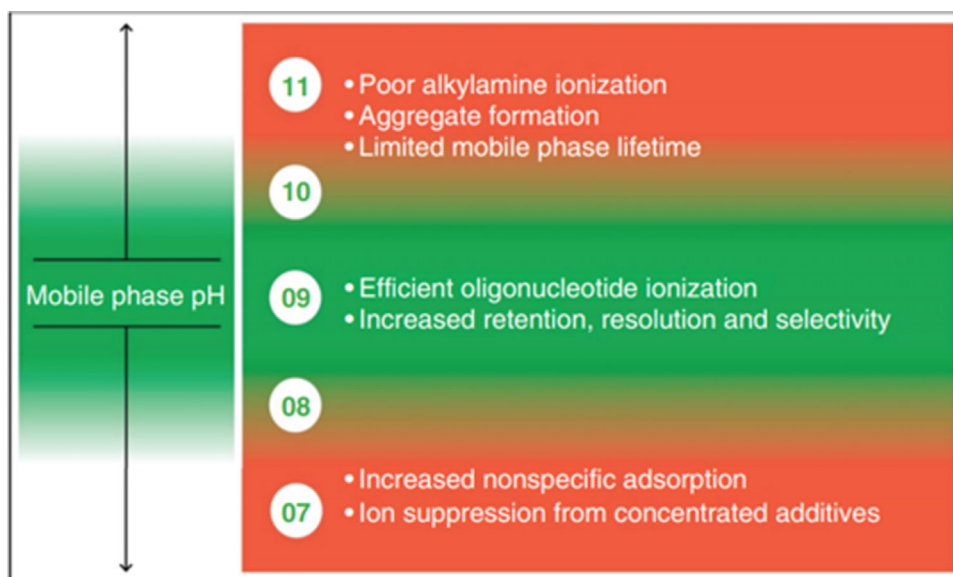 Mobile phase pH
11
• Poor alkylamine ionization
• Aggregate formation
• Limited mobile phase lifetime
10
09
• Efficient oligonucleotide ionization
• Increased retention, resolution and selectivity
08
07
• Increased nonspecific adsorption
• Ion suppression from concentrated additives